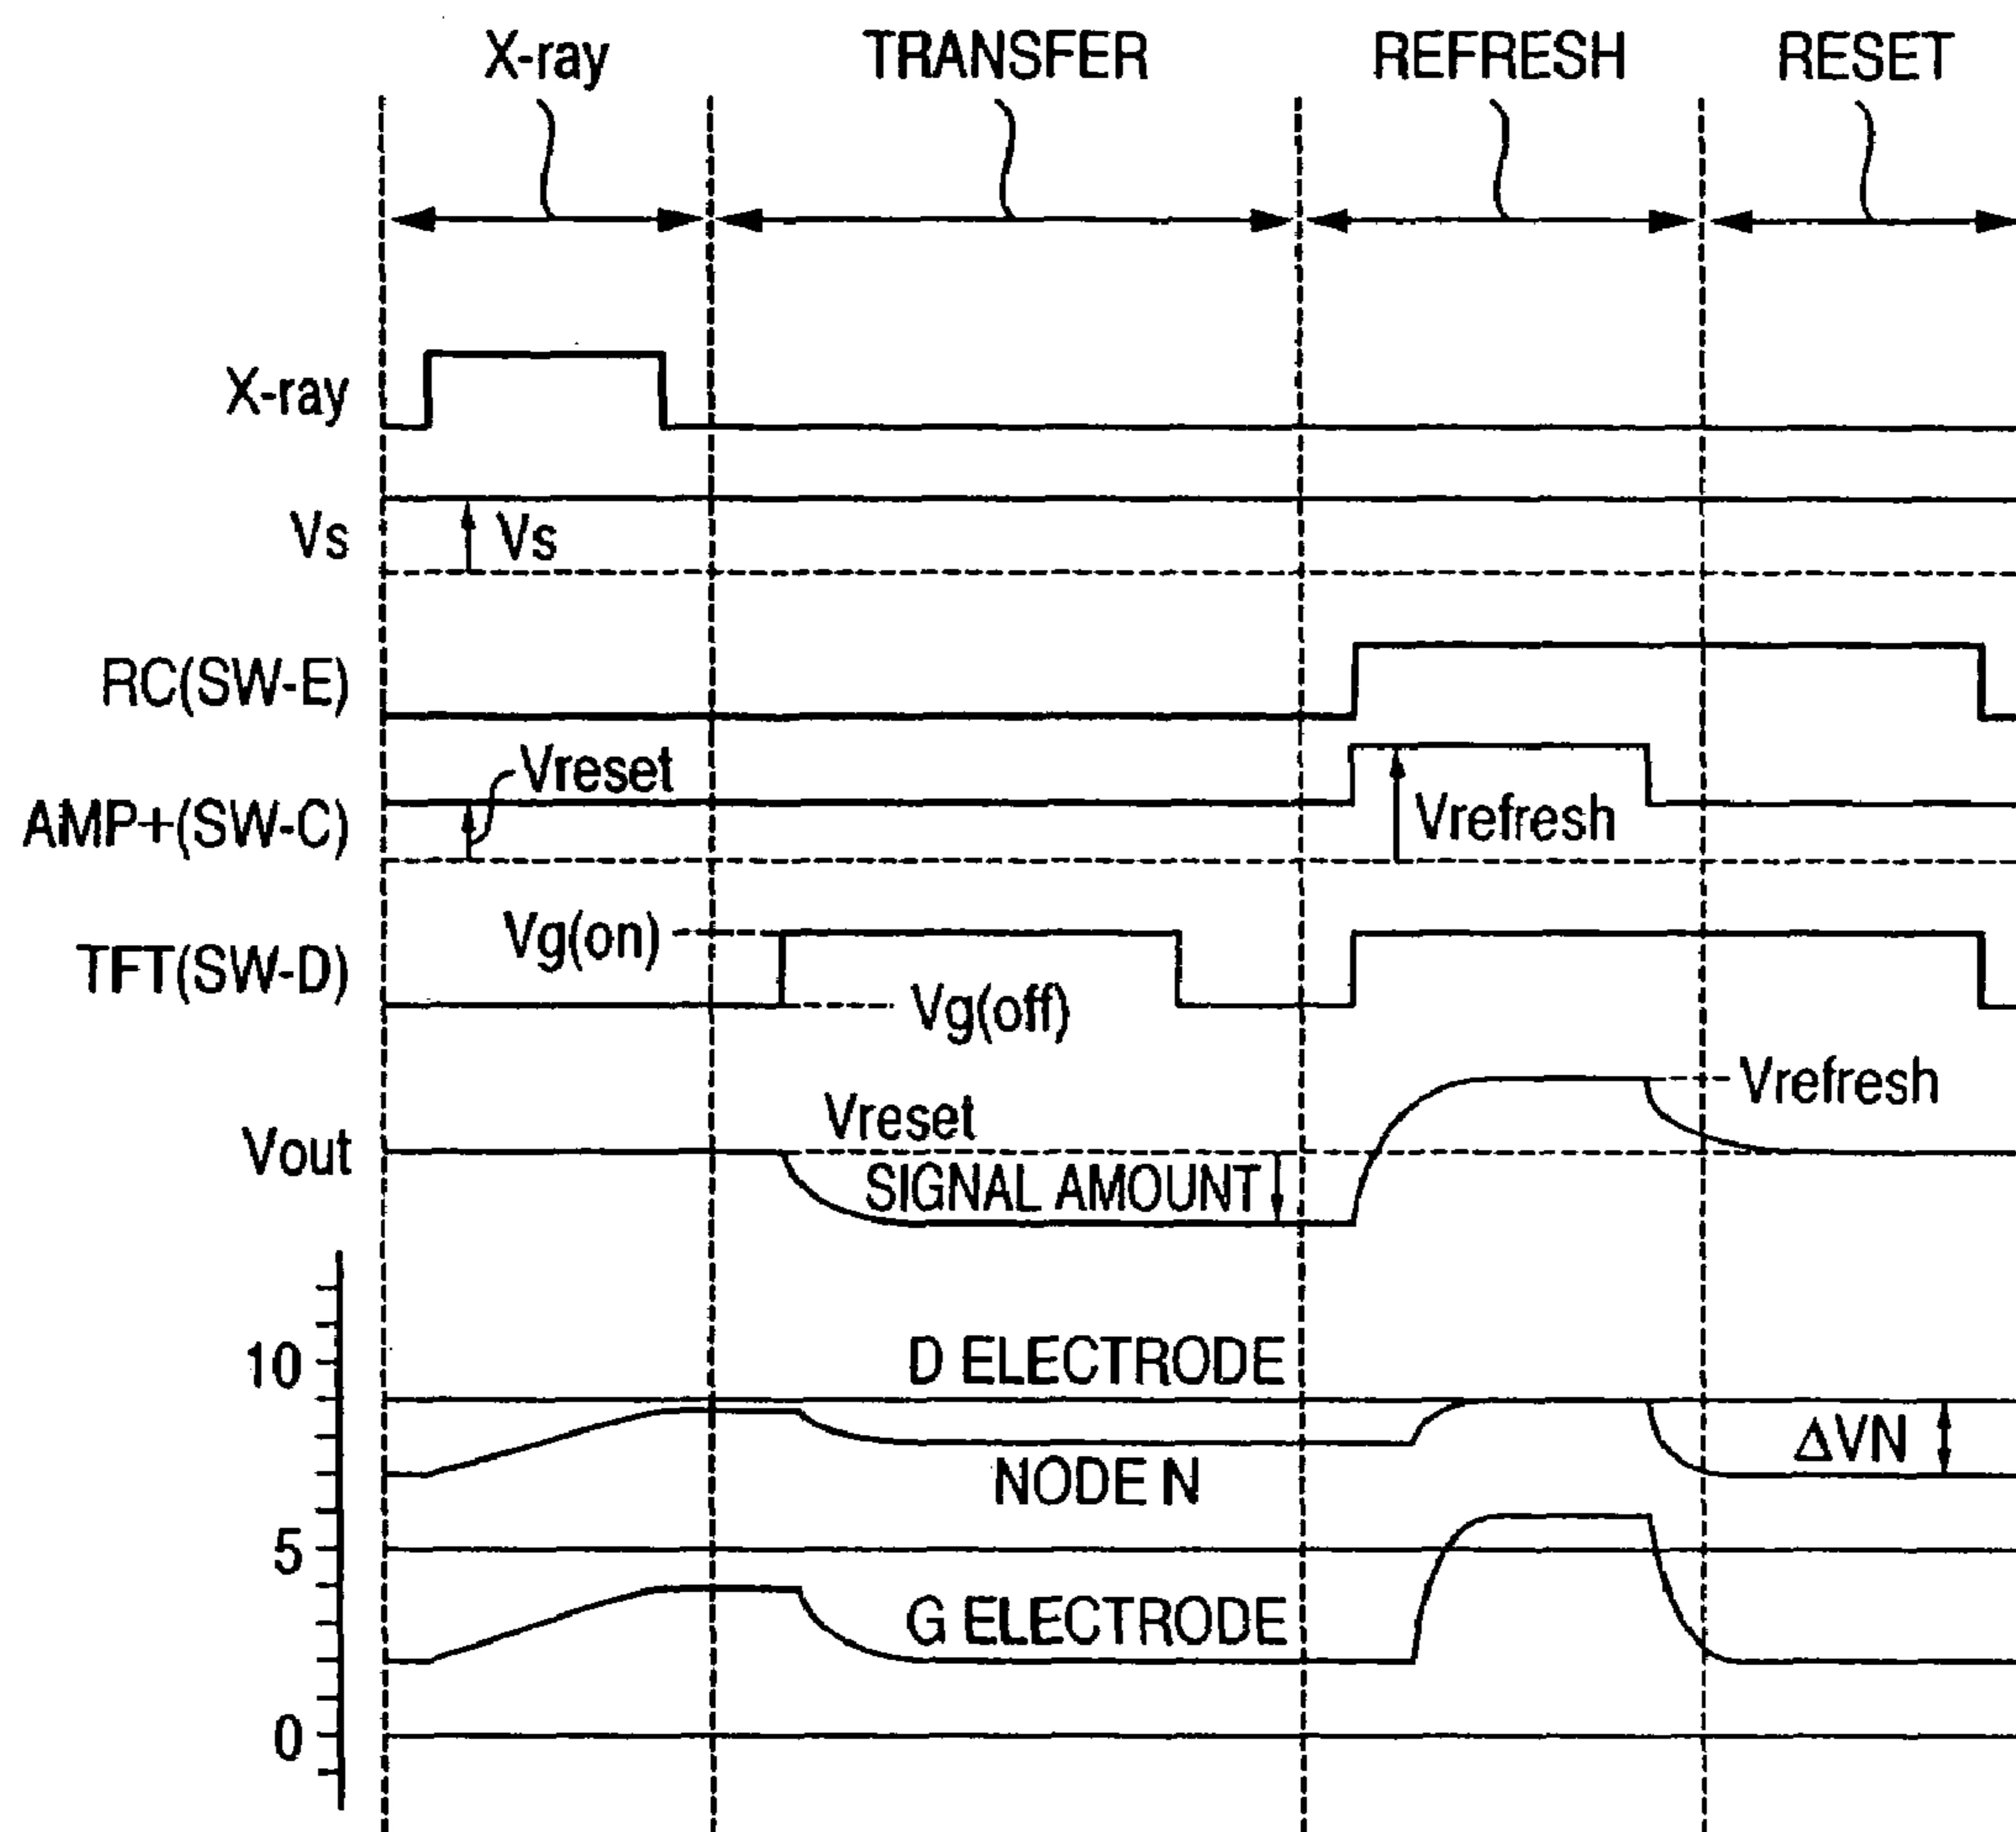 X-ray TRANSFER REFRESH RESET
X-ray
Vs Vs
RC(SW-E)
Vreset
AMP+(SW-C) Vrefresh
Vg(on)
TFT(SW-D)
Vg(off)
Vrefresh
Vreset
Vout
SIGNAL AMOUNT
10 D ELECTRODE
ΔVN
NODE N
5
G ELECTRODE
0